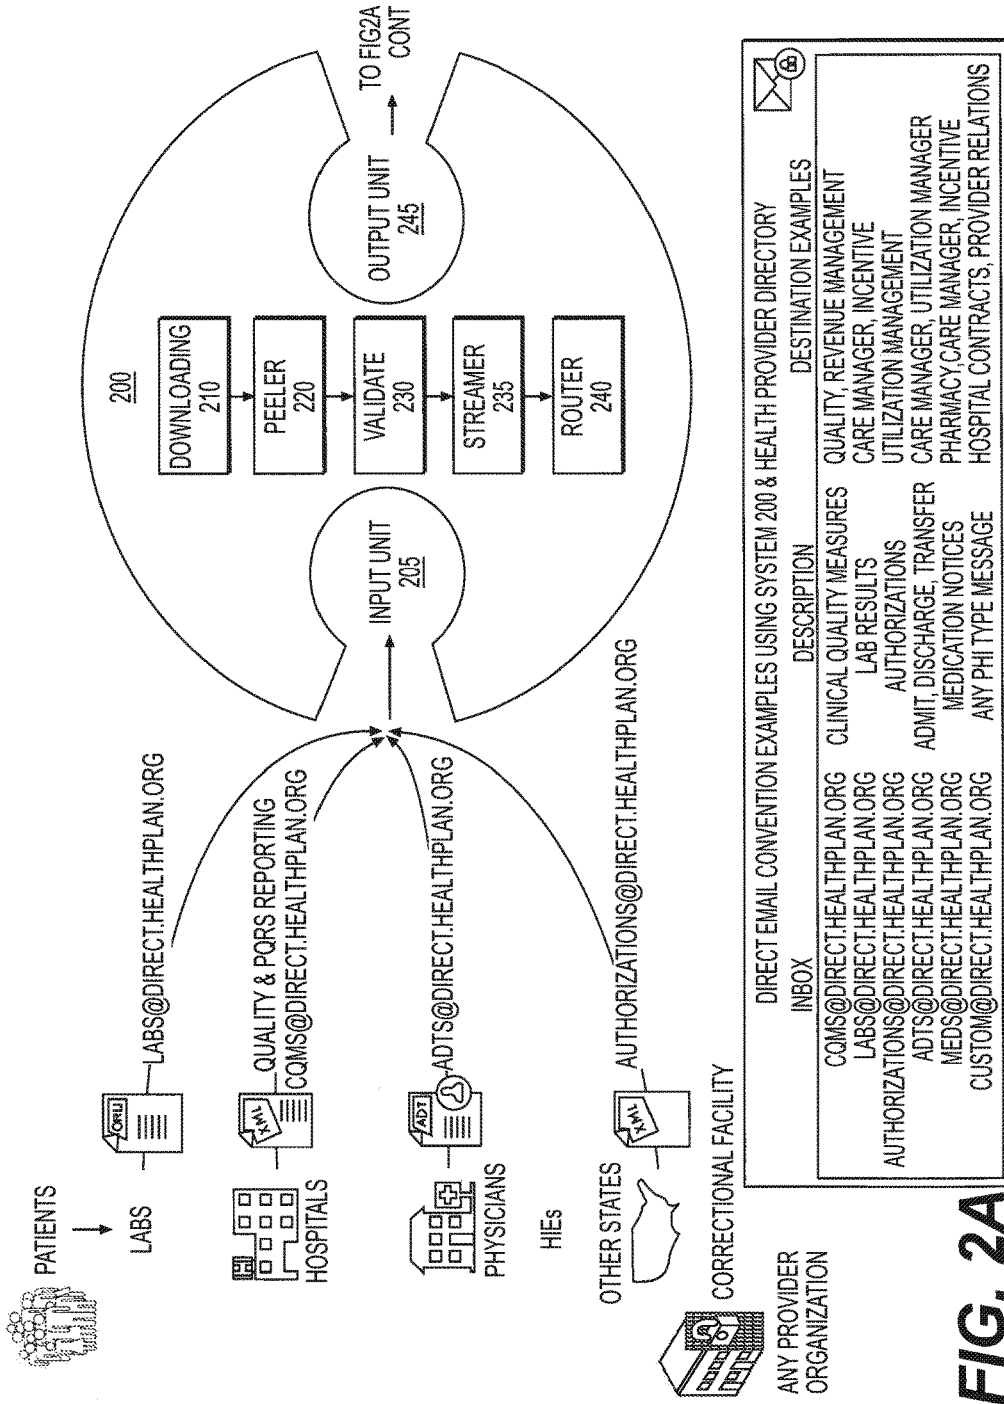 PATIENTS
LABS
ORU
LABS@DIRECT.HEALTHPLAN.ORG
H
HOSPITALS
XML
QUALITY & PQRS REPORTING
CQMS@DIRECT.HEALTHPLAN.ORG
PHYSICIANS
HIEs
ADT
ADTS@DIRECT.HEALTHPLAN.ORG
OTHER STATES
XML
AUTHORIZATIONS@DIRECT.HEALTHPLAN.ORG
CORRECTIONAL FACILITY
ANY PROVIDER
ORGANIZATION
200
INPUT UNIT
205
DOWNLOADING
210
PEELER
220
VALIDATE
230
STREAMER
235
ROUTER
240
OUTPUT UNIT
245
TO FIG2A
CONT
DIRECT EMAIL CONVENTION EXAMPLES USING SYSTEM 200 & HEALTH PROVIDER DIRECTORY
INBOX DESCRIPTION DESTINATION EXAMPLES
CQMS@DIRECT.HEALTHPLAN.ORG CLINICAL QUALITY MEASURES QUALITY, REVENUE MANAGEMENT
LABS@DIRECT.HEALTHPLAN.ORG LAB RESULTS CARE MANAGER, INCENTIVE
AUTHORIZATIONS@DIRECT.HEALTHPLAN.ORG AUTHORIZATIONS UTILIZATION MANAGEMENT
ADTS@DIRECT.HEALTHPLAN.ORG ADMIT, DISCHARGE, TRANSFER CARE MANAGER, UTILIZATION MANAGER
MEDS@DIRECT.HEALTHPLAN.ORG MEDICATION NOTICES PHARMACY,CARE MANAGER, INCENTIVE
CUSTOM@DIRECT.HEALTHPLAN.ORG ANY PHI TYPE MESSAGE HOSPITAL CONTRACTS, PROVIDER RELATIONS
FIG. 2A